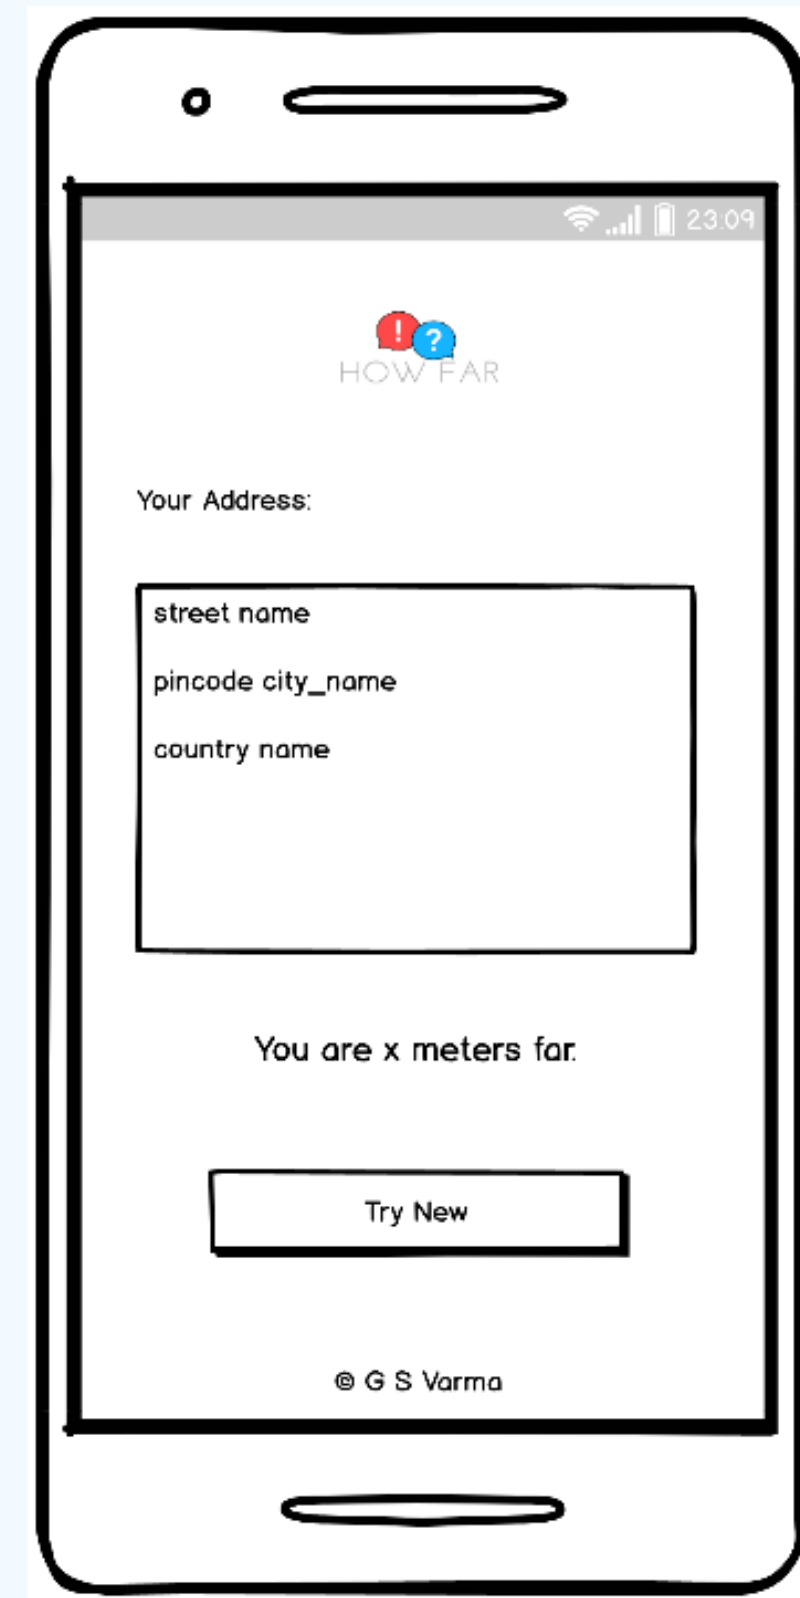 23:09
! ?
HOW FAR
Your Address:
street name
pincode city_name
country name
You are x meters far.
Try New
© G S Varma